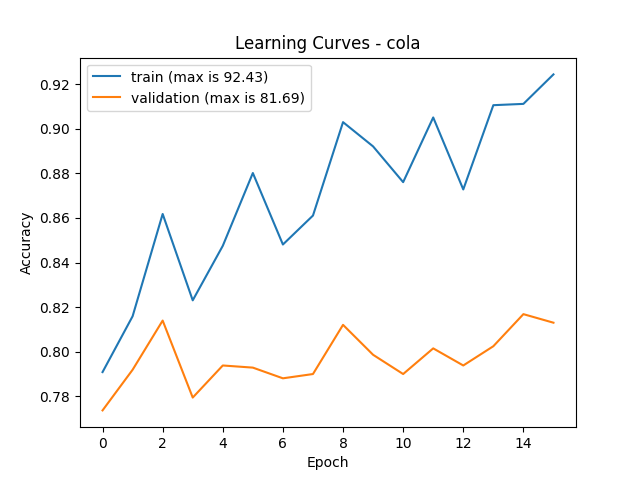 Learning Curves - cola
train (max is 92.43)
validation (max is 81.69)
Accuracy
0.92
0.90
0.88
0.86
0.84
0.82
0.80
0.78
0 2 4 6 8 10 12 14
Epoch